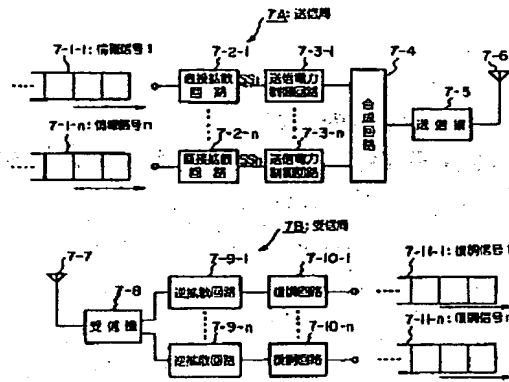 7A: 送信局
7-1-1: 情報信号1
7-2-1
7-3-1
7-4
7-6
直接拡散回路
SS1
送信電力制御回路
合成回路
7-5
送信機
7-1-n: 情報信号n
7-2-n
7-3-n
直接拡散回路
SSn
送信電力制御回路
7B: 受信局
7-7
7-8
7-9-1
7-10-1
7-11-1: 復調信号1
受信機
逆拡散回路
復調回路
7-9-n
7-10-n
7-11-n: 復調信号n
逆拡散回路
復調回路